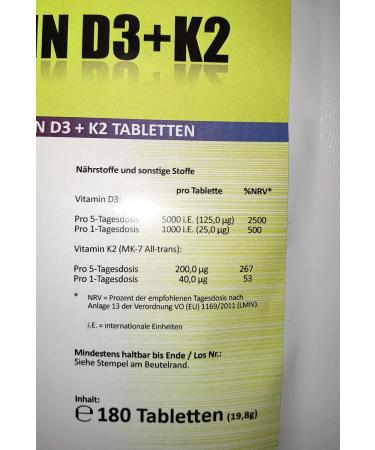 IN D3+K2
N D3 + K2 TABLETTEN
Nährstoffe und sonstige Stoffe
pro Tablette %NRV*
Vitamin D3:
Pro 5-Tagesdosis 5000 i.E. (125,0 µg) 2500
Pro 1-Tagesdosis 1000 i.E. (25,0 µg) 500
Vitamin K2 (MK-7 All-trans):
Pro 5-Tagesdosis 200,0 µg 267
Pro 1-Tagesdosis 40,0 µg 53
* NRV = Prozent der empfohlenen Tagesdosis nach
Anlage 13 der Verordnung VO (EU) 1169/2011 (LMIV).
i.E. = internationale Einheiten
Mindestens haltbar bis Ende / Los Nr.:
Siehe Stempel am Beutelrand.
Inhalt:
℮ 180 Tabletten (19,8g)